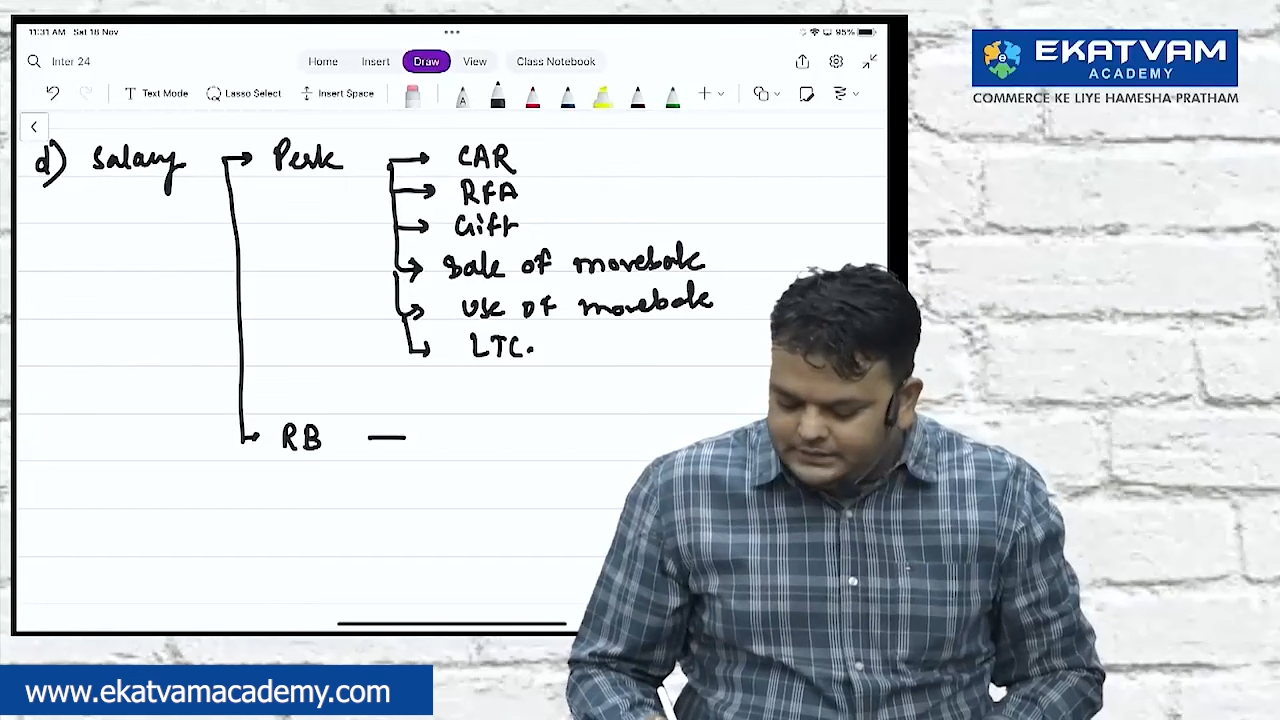 11:31 AM Sat 18 Nov
95%
Inter 24
Home Insert Draw View Class Notebook
Text Mode Lasso Select Insert Space
d) Salary Perk CAR
RFA
Gift
Sale of moveable
Use of moveable
LTC.
RB —
EKATVAM
ACADEMY
COMMERCE KE LIYE HAMESHA PRATHAM
www.ekatvamacademy.com